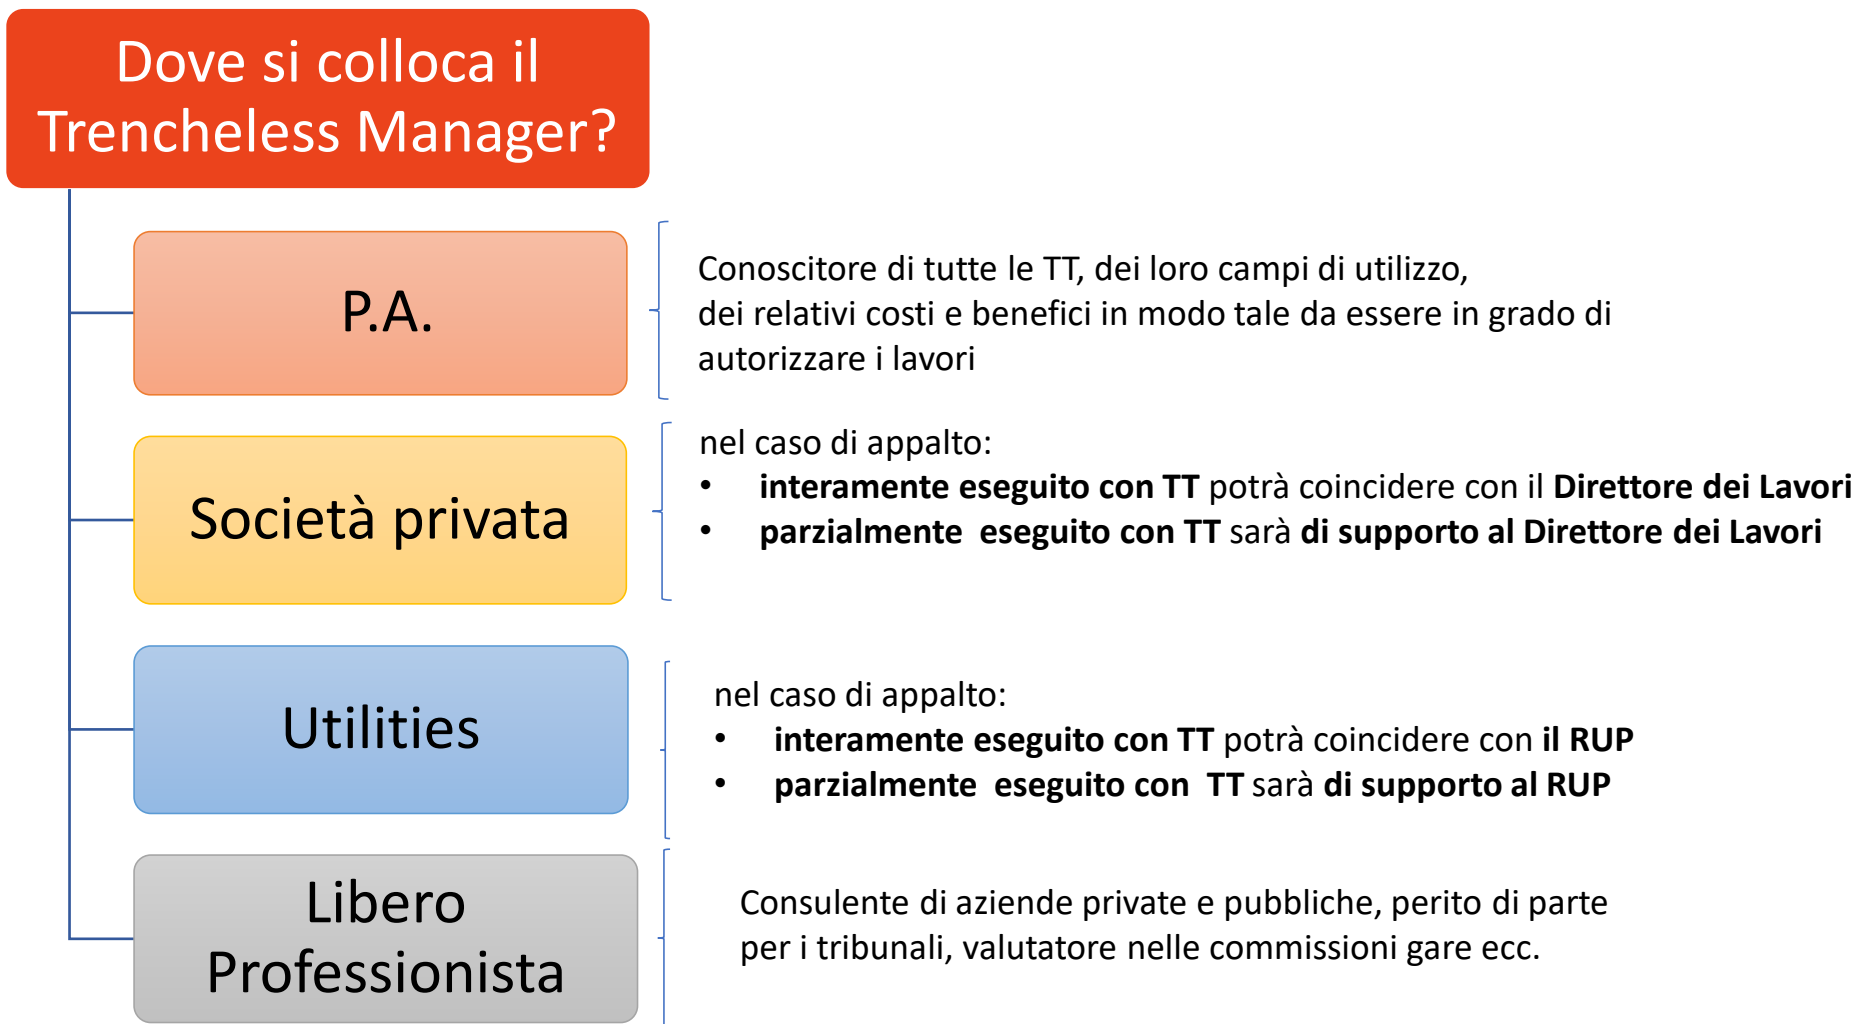 Dove si colloca il
Trencheless Manager?
P.A.
Conoscitore di tutte le TT, dei loro campi di utilizzo,
dei relativi costi e benefici in modo tale da essere in grado di
autorizzare i lavori
Società privata
nel caso di appalto:
• interamente eseguito con TT potrà coincidere con il Direttore dei Lavori
• parzialmente eseguito con TT sarà di supporto al Direttore dei Lavori
Utilities
nel caso di appalto:
• interamente eseguito con TT potrà coincidere con il RUP
• parzialmente eseguito con TT sarà di supporto al RUP
Libero
Professionista
Consulente di aziende private e pubbliche, perito di parte
per i tribunali, valutatore nelle commissioni gare ecc.